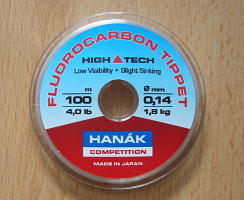 FLUOROCARBON TIPPET
HIGH TECH
Low Visibility • Slight Sinking
m Ø mm
100 0,14
4,0 lb 1,8 kg
HANÁK
COMPETITION
MADE IN JAPAN